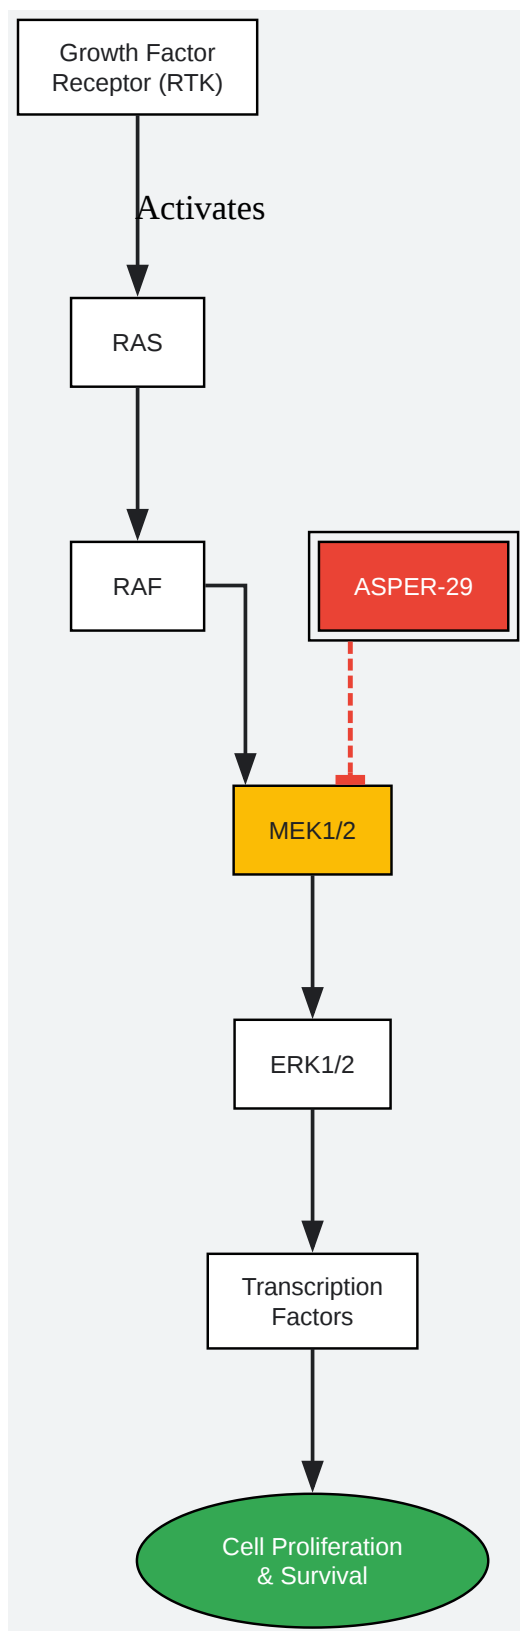 Growth Factor
Receptor (RTK)
Activates
RAS
RAF
ASPER-29
MEK1/2
ERK1/2
Transcription
Factors
Cell Proliferation
& Survival